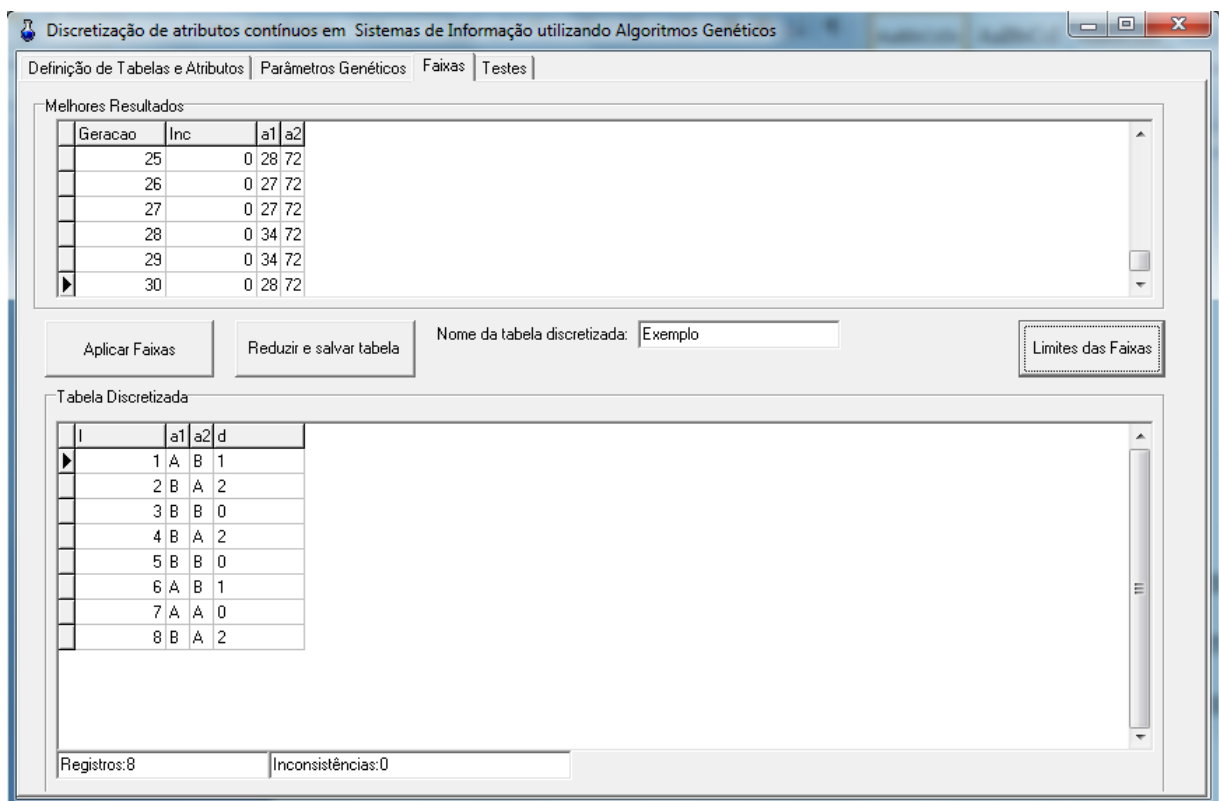 Discretização de atributos contínuos em Sistemas de Informação utilizando Algoritmos Genéticos
Definição de Tabelas e Atributos Parâmetros Genéticos Faixas Testes
Melhores Resultados
Geracao Inc a1 a2
25 0 28 72
26 0 27 72
27 0 27 72
28 0 34 72
29 0 34 72
30 0 28 72
Aplicar Faixas Reduzir e salvar tabela Nome da tabela discretizada: Exemplo Limites das Faixas
Tabela Discretizada
I a1 a2 d
1 A B 1
2 B A 2
3 B B 0
4 B A 2
5 B B 0
6 A B 1
7 A A 0
8 B A 2
Registros:8 Inconsistências:0